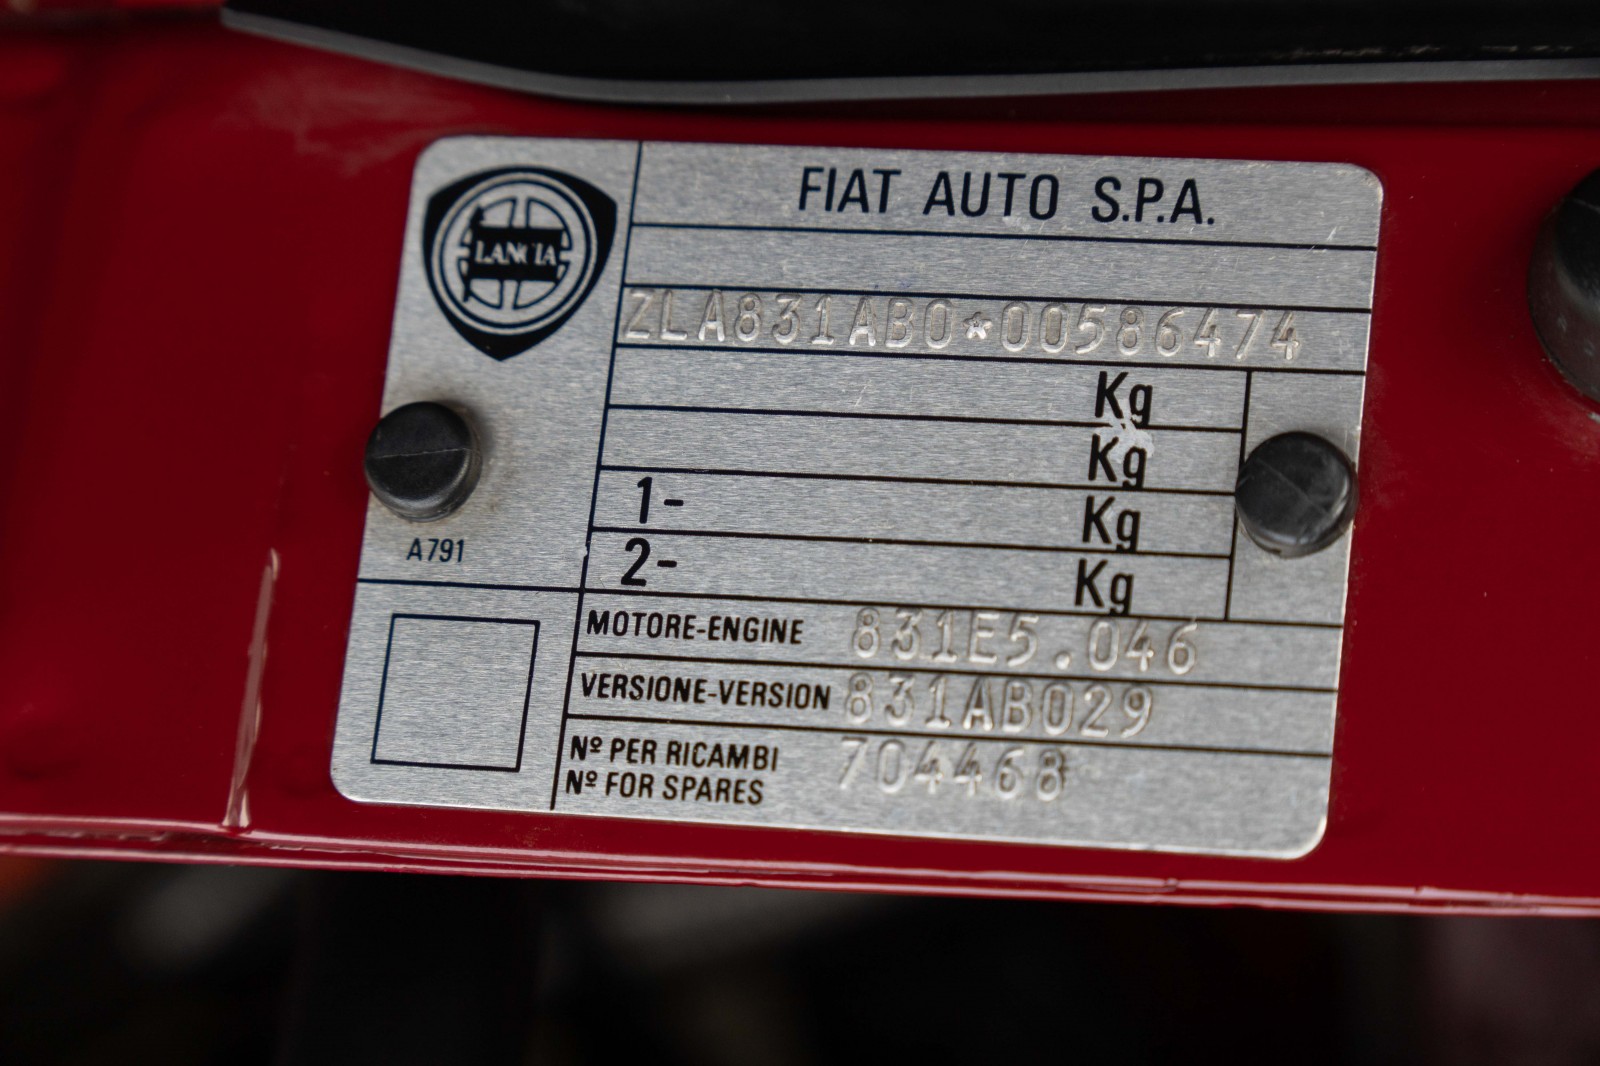 FIAT AUTO S.P.A.
LANCIA
ZLA831AB0*00586474
Kg
Kg
1- Kg
2- Kg
A791
MOTORE-ENGINE 831E5.046
VERSIONE-VERSION 831AB029
Nº PER RICAMBI
Nº FOR SPARES 704468